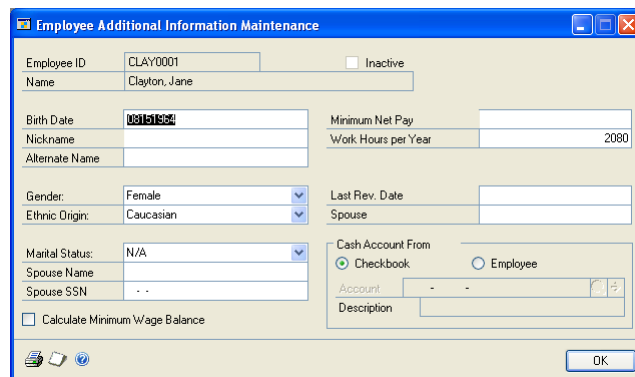 Employee Additional Information Maintenance
Employee ID CLAY0001 Inactive
Name Clayton, Jane
Birth Date 08151964 Minimum Net Pay
Nickname Work Hours per Year 2080
Alternate Name
Gender: Female Last Rev. Date
Ethnic Origin: Caucasian Spouse
Marital Status: N/A Cash Account From
Checkbook Employee
Spouse Name
Spouse SSN - - Account - -
Description
Calculate Minimum Wage Balance
OK